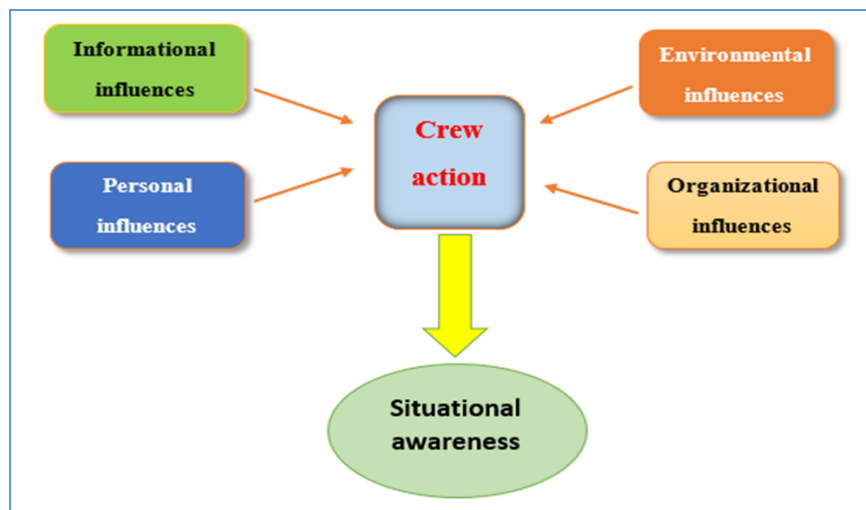 Informational
influences
Environmental
influences
Crew
action
Personal
influences
Organizational
influences
Situational
awareness